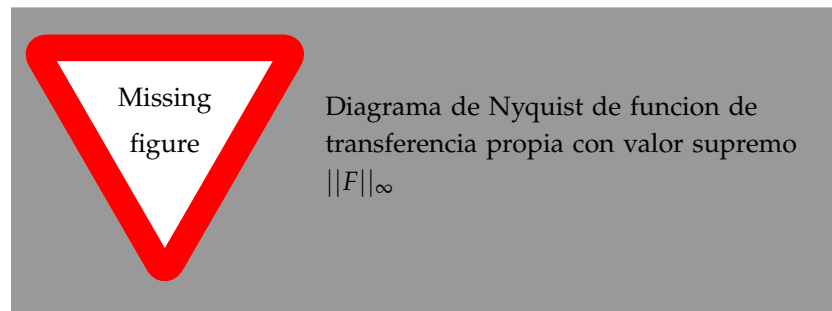 Missing
figure
Diagrama de Nyquist de funcion de
transferencia propia con valor supremo
||F||∞